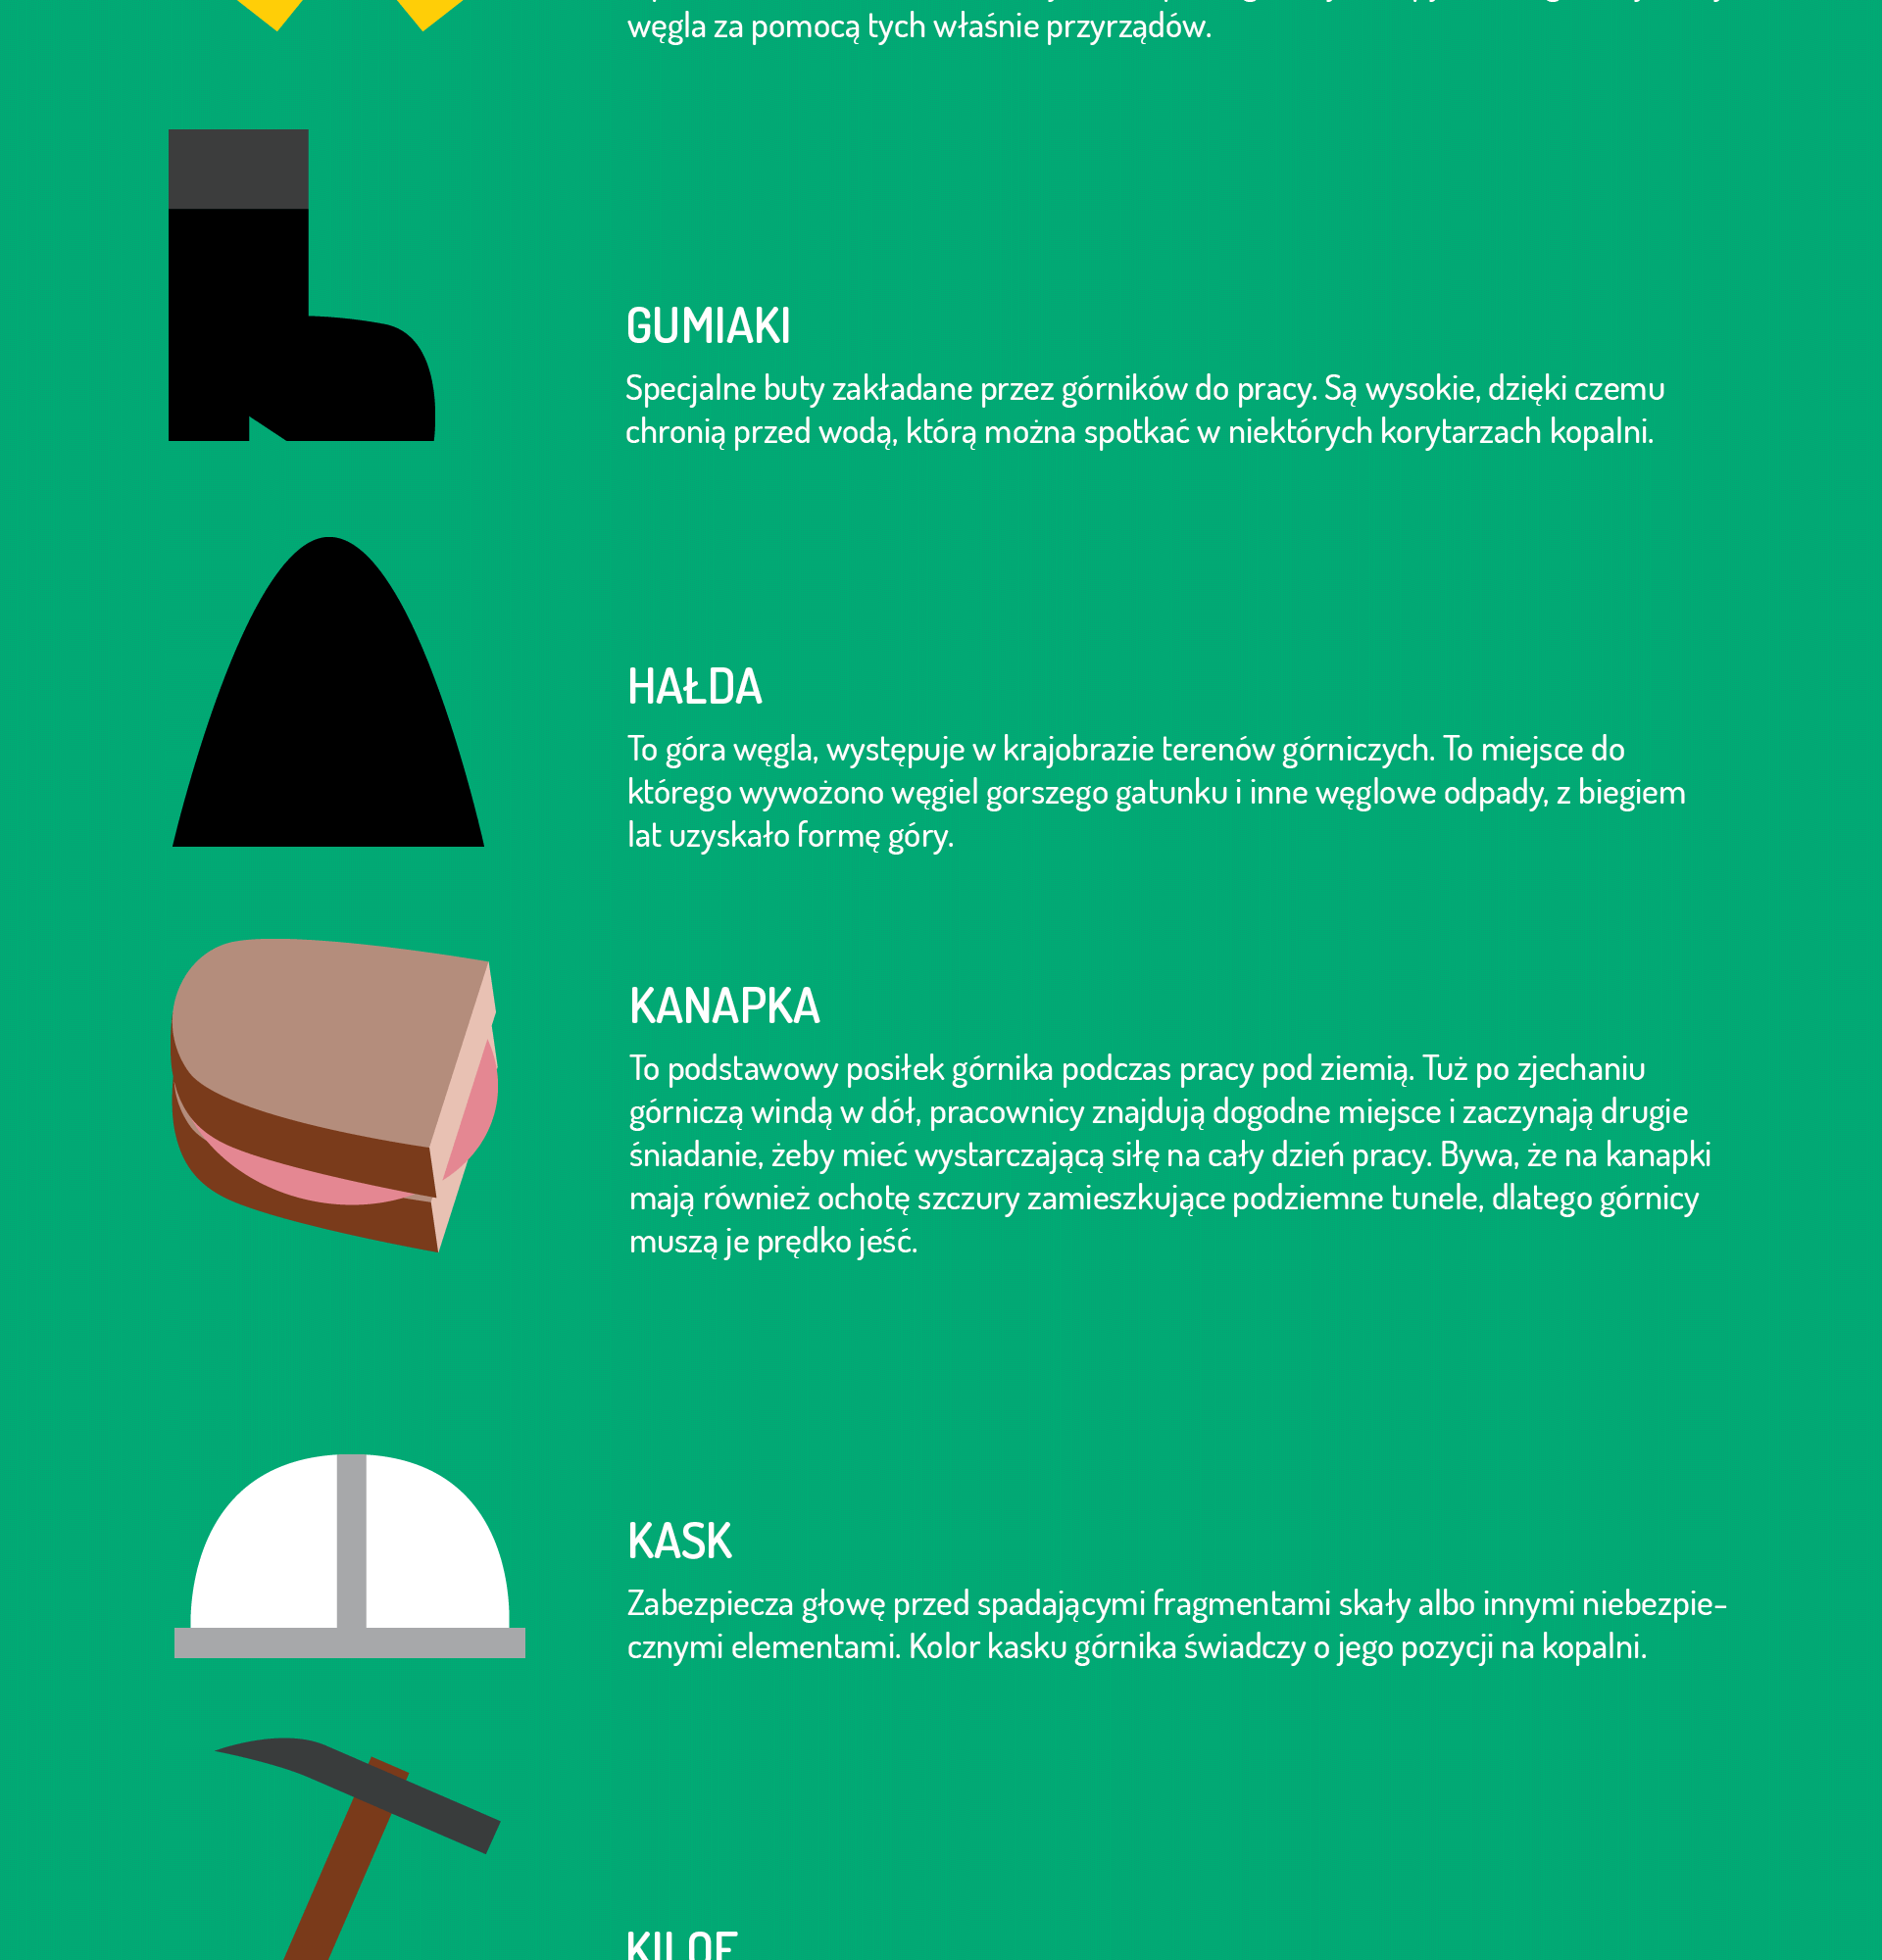 węgla za pomocą tych właśnie przyrządów.
GUMIAKI
Specjalne buty zakładane przez górników do pracy. Są wysokie, dzięki czemu
chronią przed wodą, którą można spotkać w niektórych korytarzach kopalni.
HAŁDA
To góra węgla, występuje w krajobrazie terenów górniczych. To miejsce do
którego wywożono węgiel gorszego gatunku i inne węglowe odpady, z biegiem
lat uzyskało formę góry.
KANAPKA
To podstawowy posiłek górnika podczas pracy pod ziemią. Tuż po zjechaniu
górniczą windą w dół, pracownicy znajdują dogodne miejsce i zaczynają drugie
śniadanie, żeby mieć wystarczającą siłę na cały dzień pracy. Bywa, że na kanapki
mają również ochotę szczury zamieszkujące podziemne tunele, dlatego górnicy
muszą je prędko jeść.
KASK
Zabezpiecza głowę przed spadającymi fragmentami skały albo innymi niebezpie-
cznymi elementami. Kolor kasku górnika świadczy o jego pozycji na kopalni.
KILOF